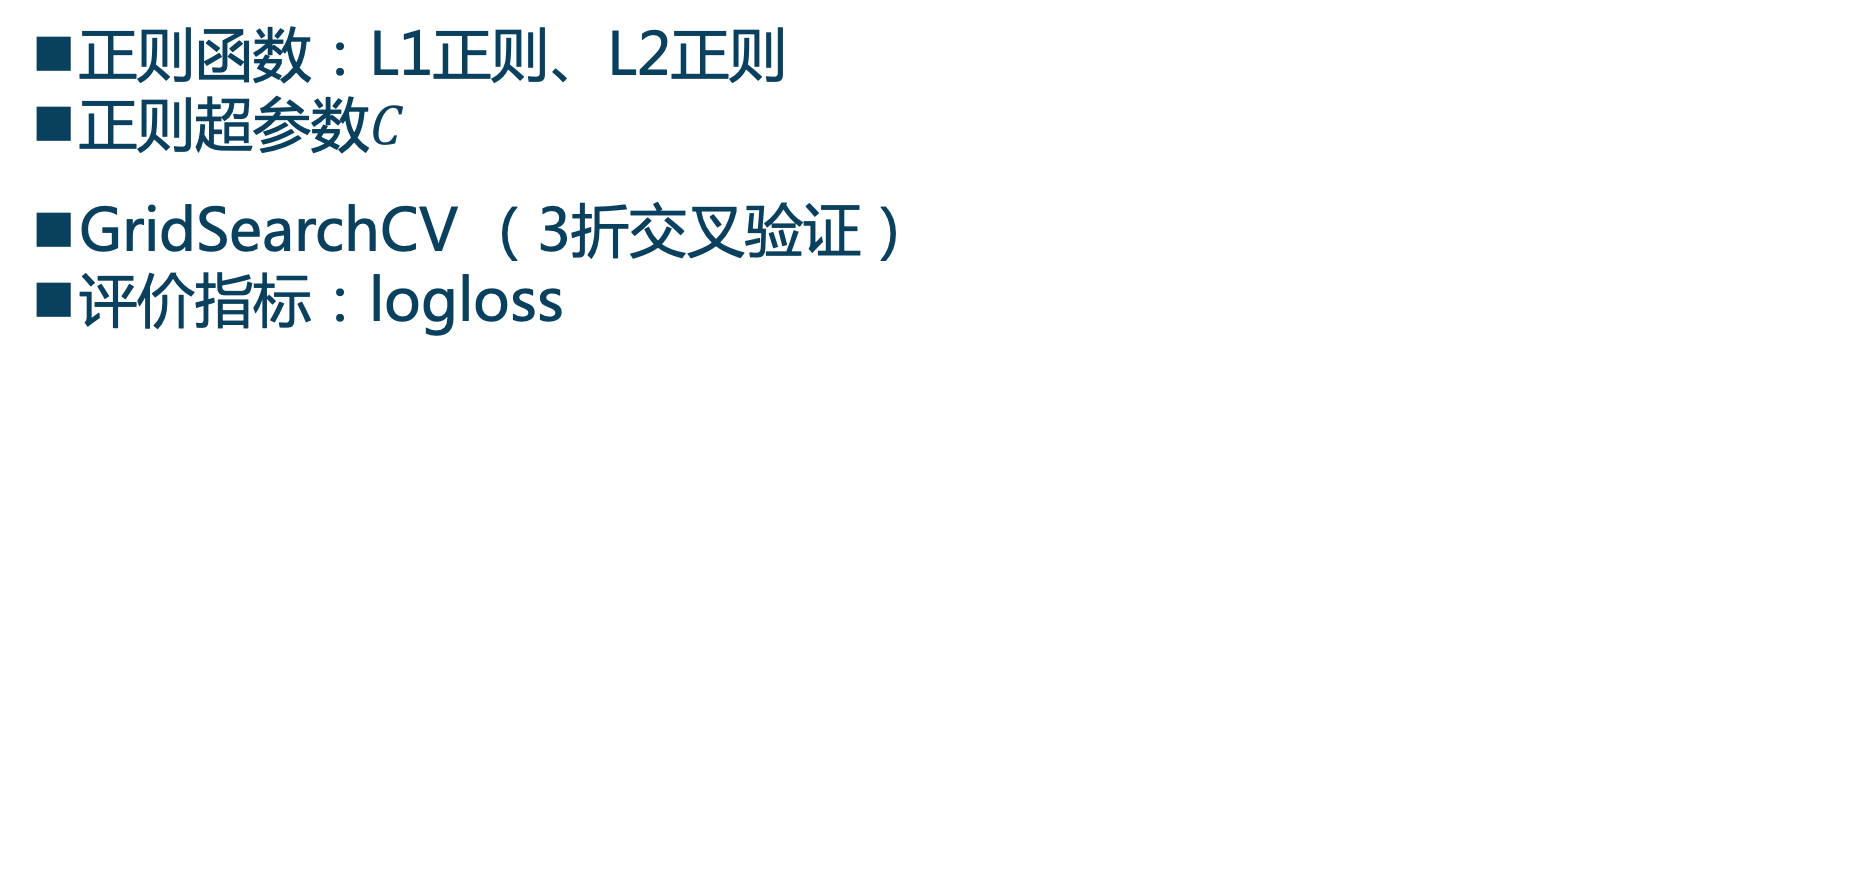 ■正则函数：L1正则、L2正则
■正则超参数C
■GridSearchCV （3折交叉验证）
■评价指标：logloss